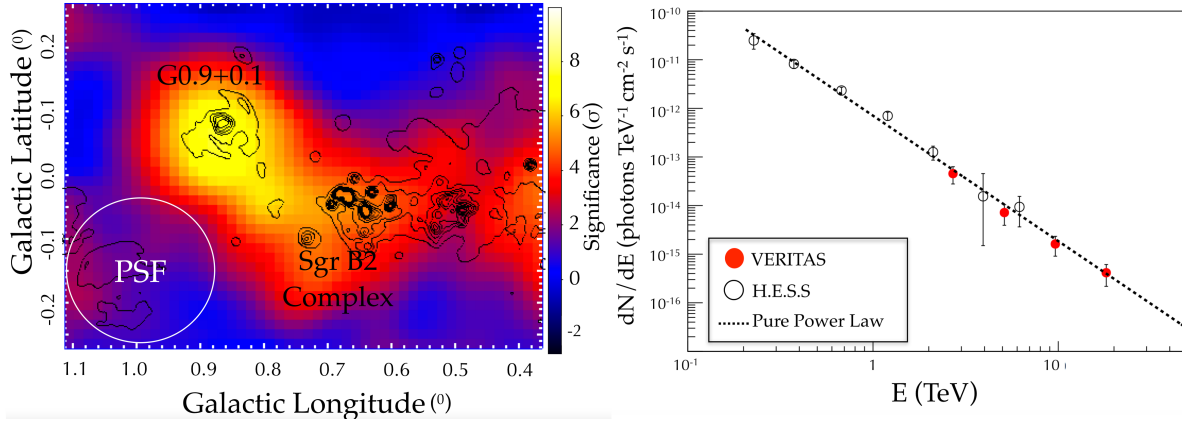 G0.9+0.1
Sgr B2
Complex
PSF
0.2
-0.1
0.0
-0.1
-0.2
Galactic Latitude (0)
1.1 1.0 0.9 0.8 0.7 0.6 0.5 0.4
Galactic Longitude (0)
8
6
4
2
0
-2
Significance (σ)
10-10
10-11
10-12
10-13
10-14
10-15
10-16
dN/dE (photons TeV-1 cm-2 s-1)
VERITAS
H.E.S.S
Pure Power Law
10-1 1 10
E (TeV)